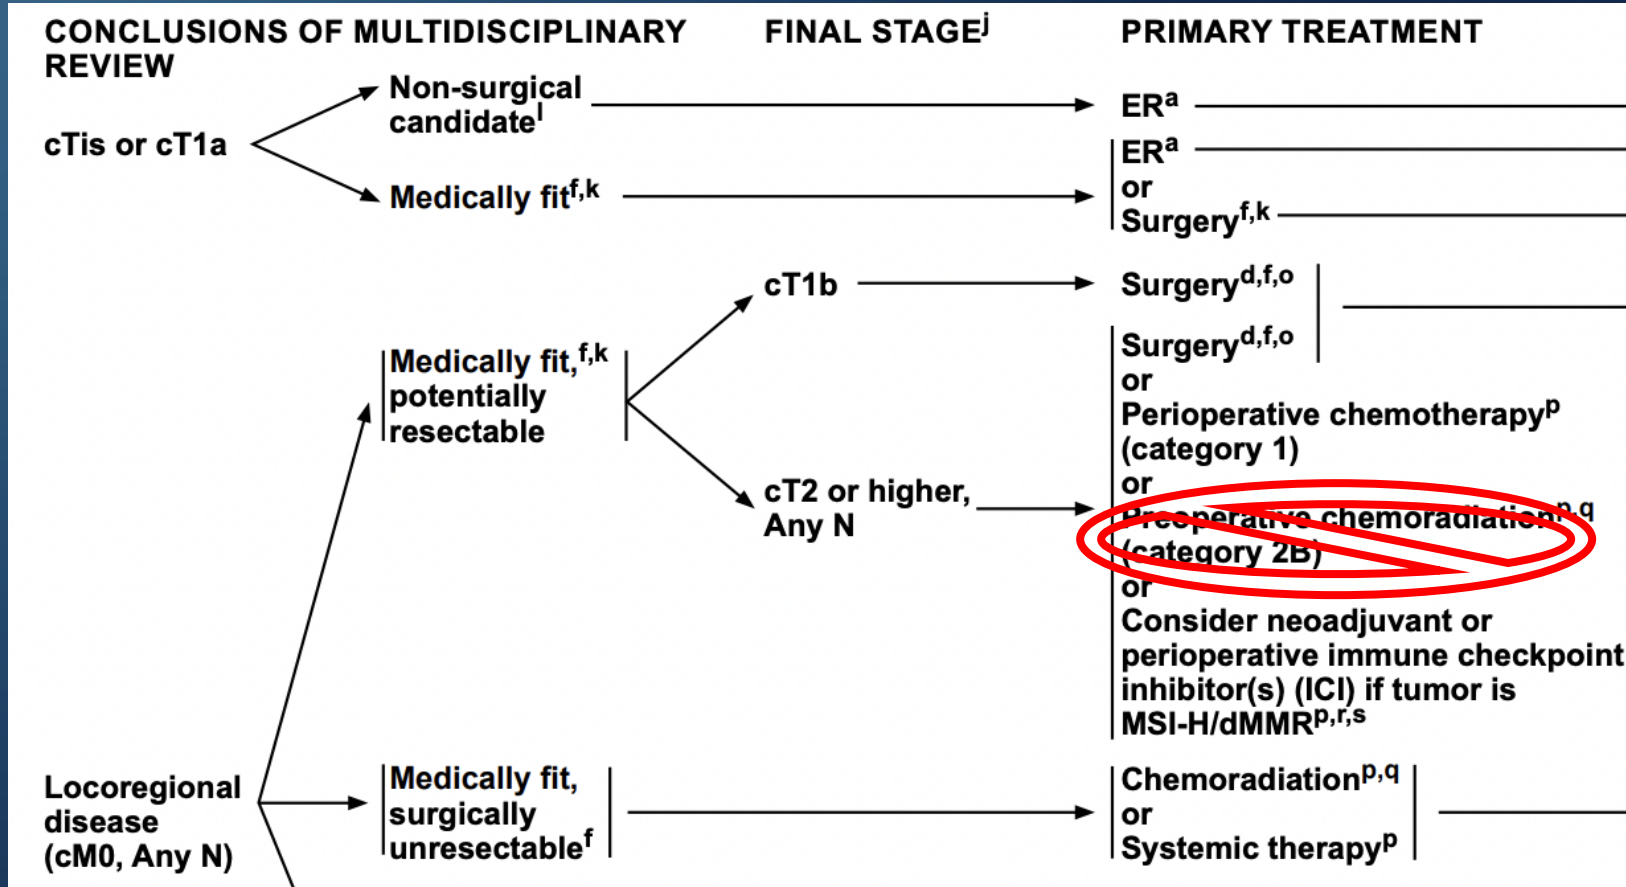 CONCLUSIONS OF MULTIDISCIPLINARY
REVIEW
FINAL STAGEj
PRIMARY TREATMENT
cTis or cT1a
Non-surgical
candidatel
ERa
Medically fitf,k
ERa
or
Surgeryf,k
Locoregional
disease
(cM0, Any N)
Medically fit,f,k
potentially
resectable
cT1b
Surgeryd,f,o
cT2 or higher,
Any N
Surgeryd,f,o
or
Perioperative chemotherapyp
(category 1)
or
Preoperative chemoradiationp,q
(category 2B)
or
Consider neoadjuvant or
perioperative immune checkpoint
inhibitor(s) (ICI) if tumor is
MSI-H/dMMRp,r,s
Medically fit,
surgically
unresectablef
Chemoradiationp,q
or
Systemic therapyp